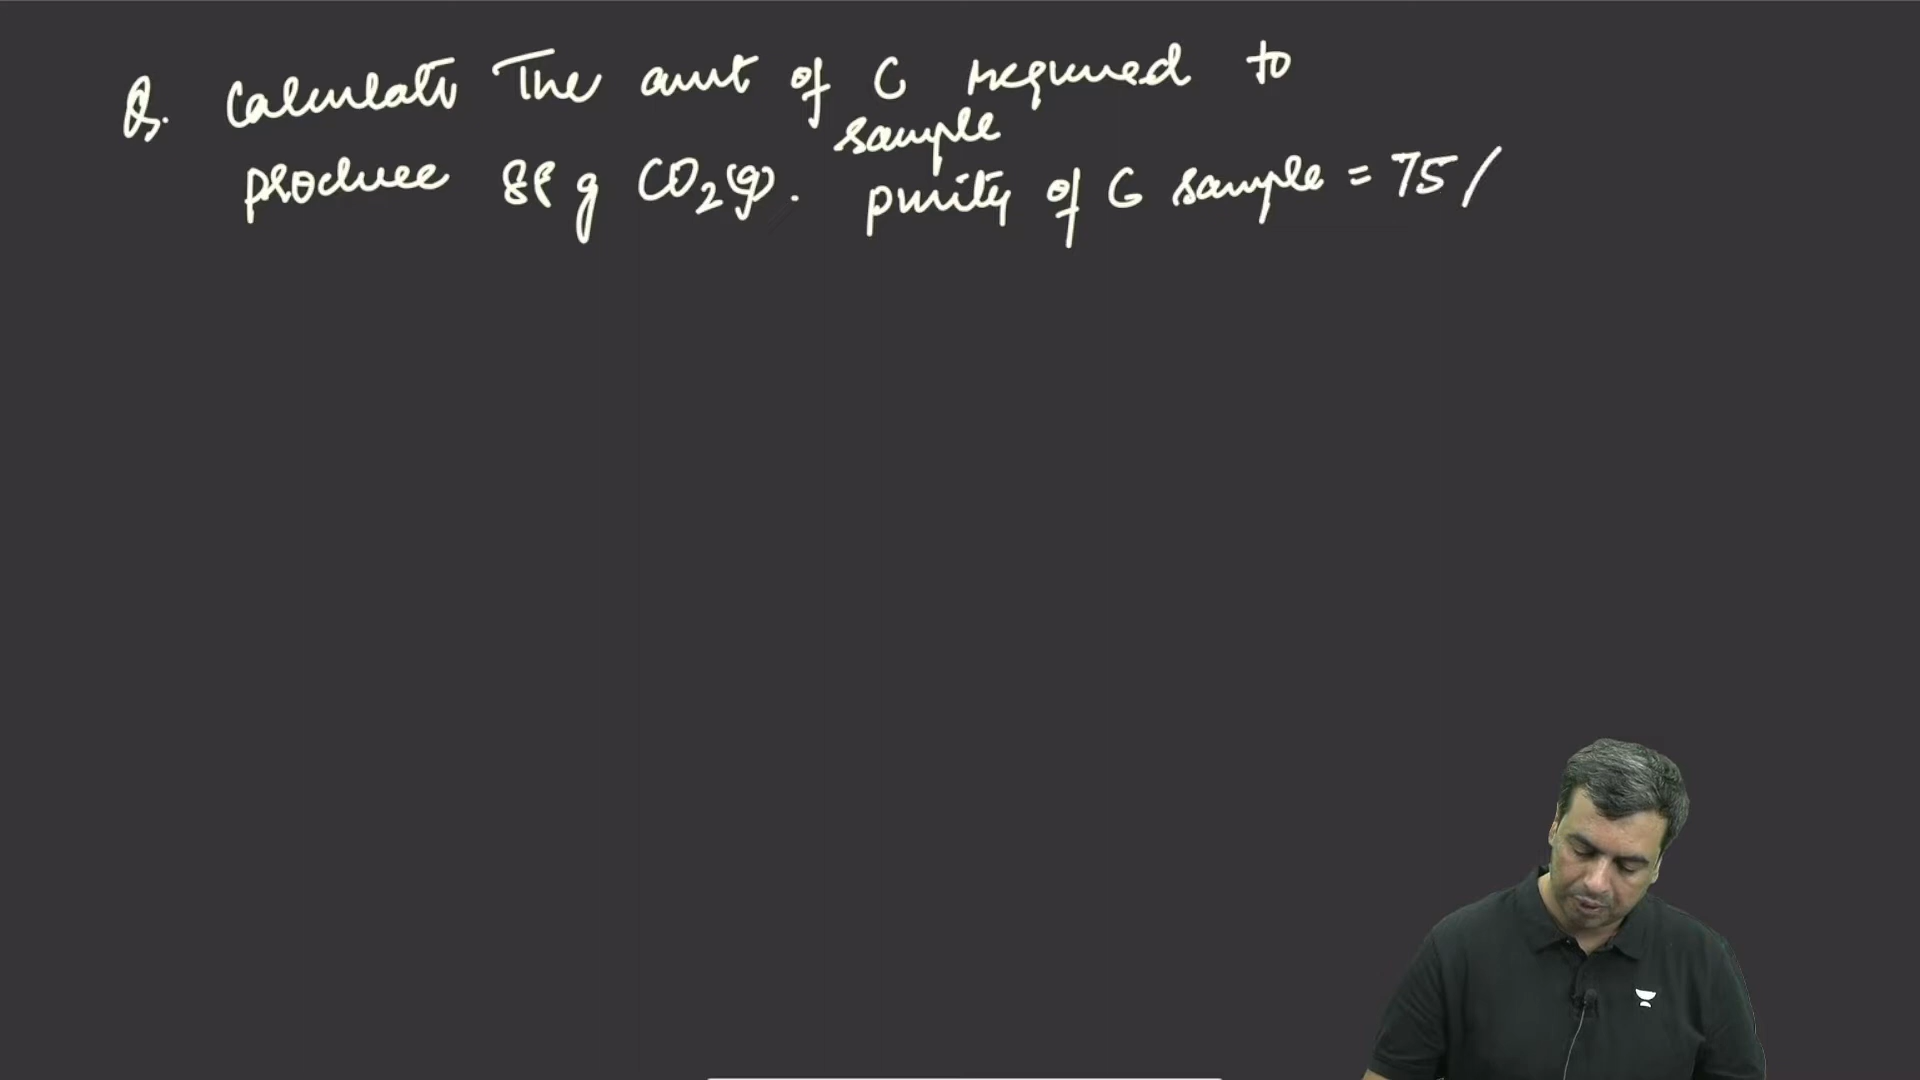 Q. Calculate The amt of C required to
sample
produce 88 g CO2(g). purity of C sample = 75%